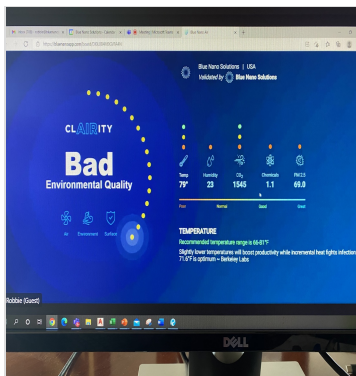 Blue Nano Solutions | USA
Validated by Blue Nano Solutions
CLAIRITY
Bad
Environmental Quality
Air Environment Surface
Temp Humidity CO₂ Chemicals PM 2.5
79° 23 1545 1.1 69.0
Poor Normal Good Great
TEMPERATURE
Recommended temperature range is 66-81°F
Slightly lower temperatures will boost productivity while incremental heat fights infection
71.6°F is optimum ~ Berkeley Labs
Robbie (Guest)
DELL